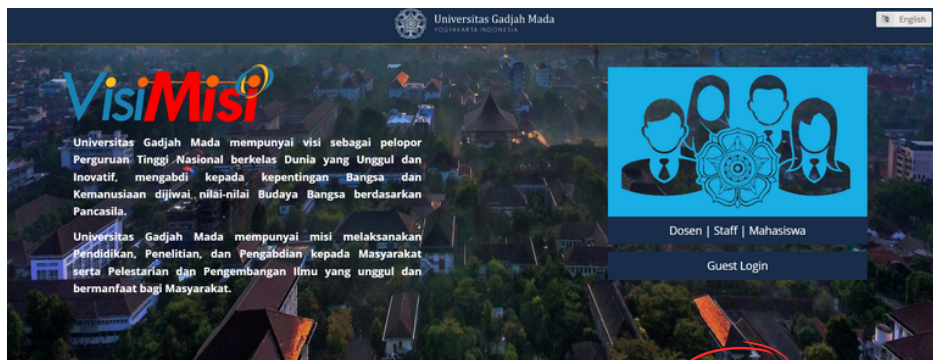 Universitas Gadjah Mada
YOGYAKARTA INDONESIA
English
VisiMisi
Universitas Gadjah Mada mempunyai visi sebagai pelopor
Perguruan Tinggi Nasional berkelas Dunia yang Unggul dan
Inovatif, mengabdi kepada kepentingan Bangsa dan
Kemanusiaan dijiwai nilai-nilai Budaya Bangsa berdasarkan
Pancasila.
Universitas Gadjah Mada mempunyai misi melaksanakan
Pendidikan, Penelitian, dan Pengabdian kepada Masyarakat
serta Pelestarian dan Pengembangan Ilmu yang unggul dan
bermanfaat bagi Masyarakat.
Dosen | Staff | Mahasiswa
Guest Login